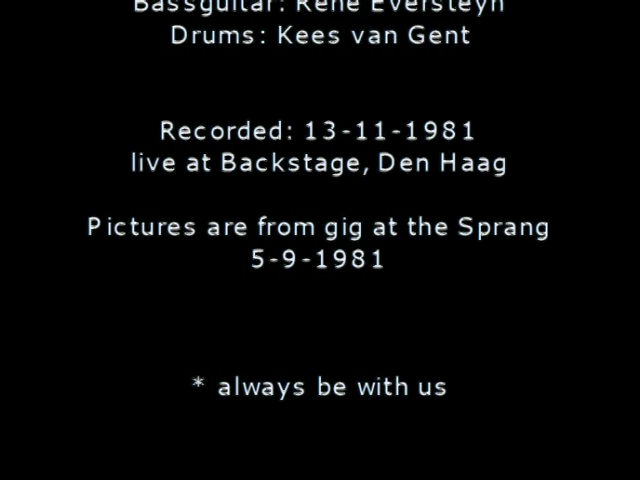 Bassguitar: Rene Eversteyn
Drums: Kees van Gent
Recorded: 13-11-1981
live at Backstage, Den Haag
Pictures are from gig at the Sprang
5-9-1981
* always be with us